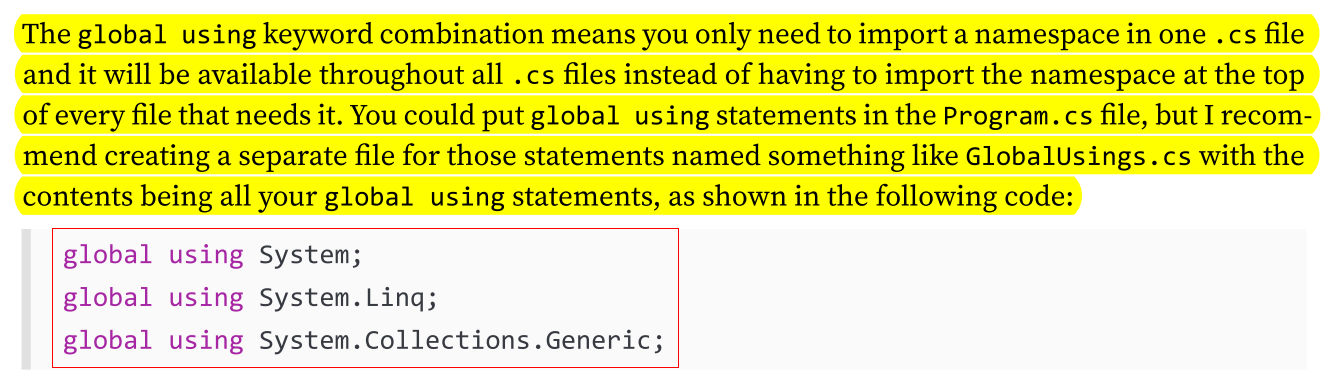 The global using keyword combination means you only need to import a namespace in one .cs file
and it will be available throughout all .cs files instead of having to import the namespace at the top
of every file that needs it. You could put global using statements in the Program.cs file, but I recom-
mend creating a separate file for those statements named something like GlobalUsings.cs with the
contents being all your global using statements, as shown in the following code:
global using System;
global using System.Linq;
global using System.Collections.Generic;